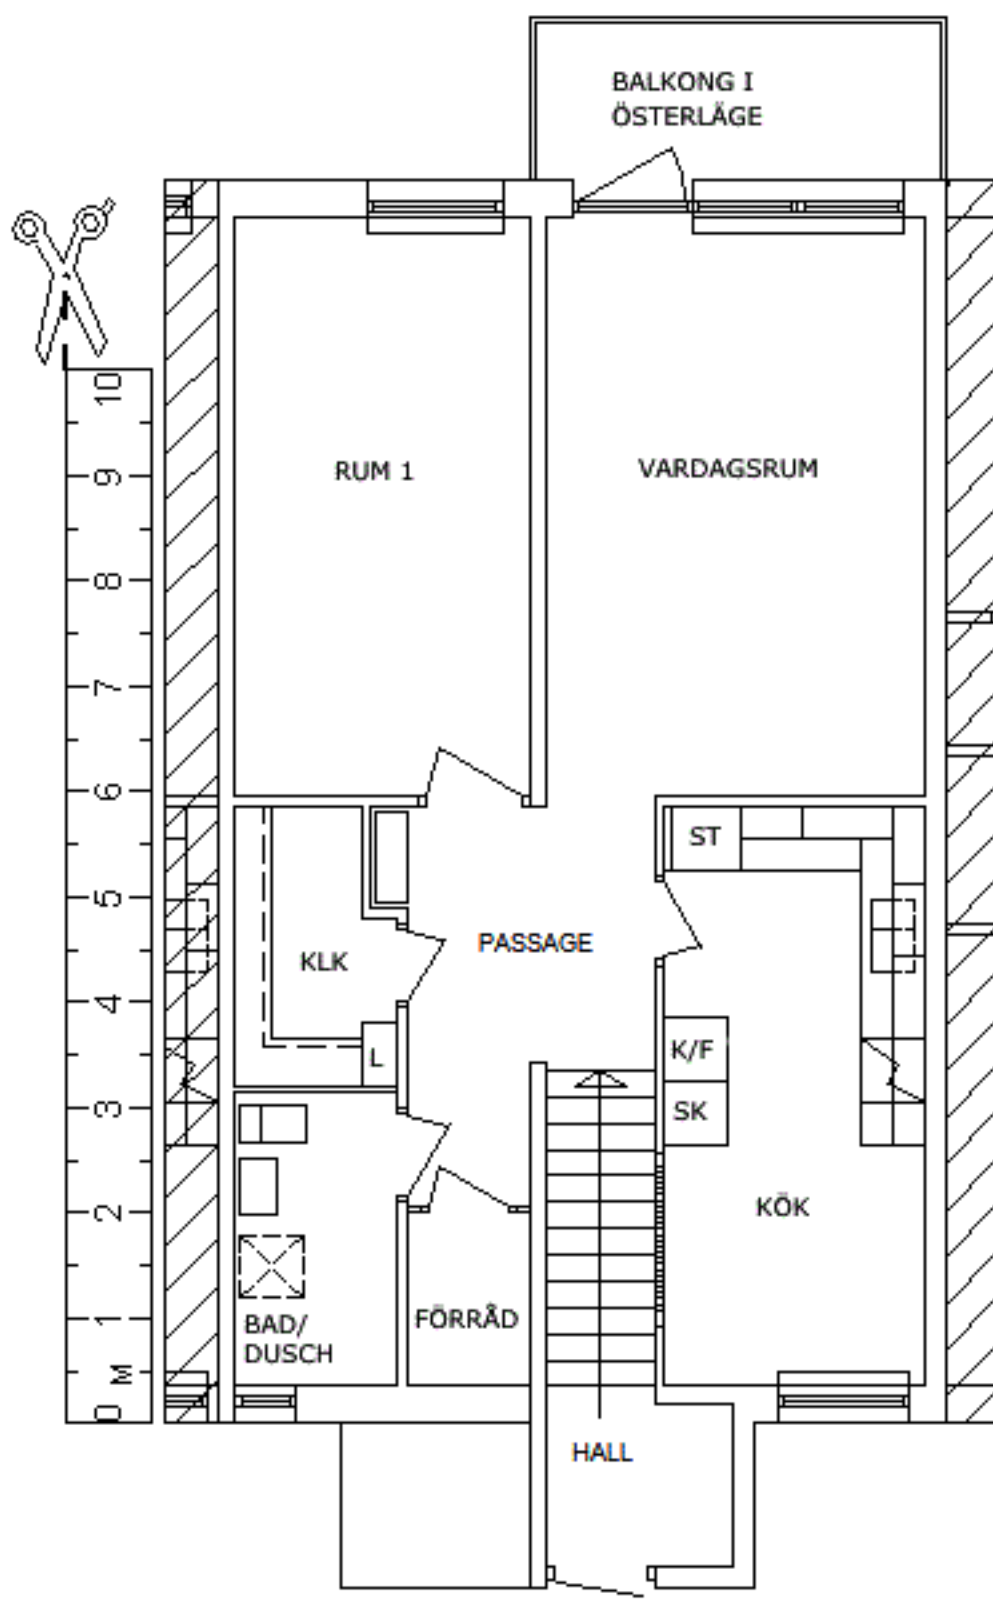 BALKONG I
ÖSTERLÄGE
RUM 1
VARDAGSRUM
10
9
8
7
6
5
4
3
2
1
M
0
ST
KLK
PASSAGE
L
K/F
SK
KÖK
BAD/
DUSCH
FÖRRÅD
HALL